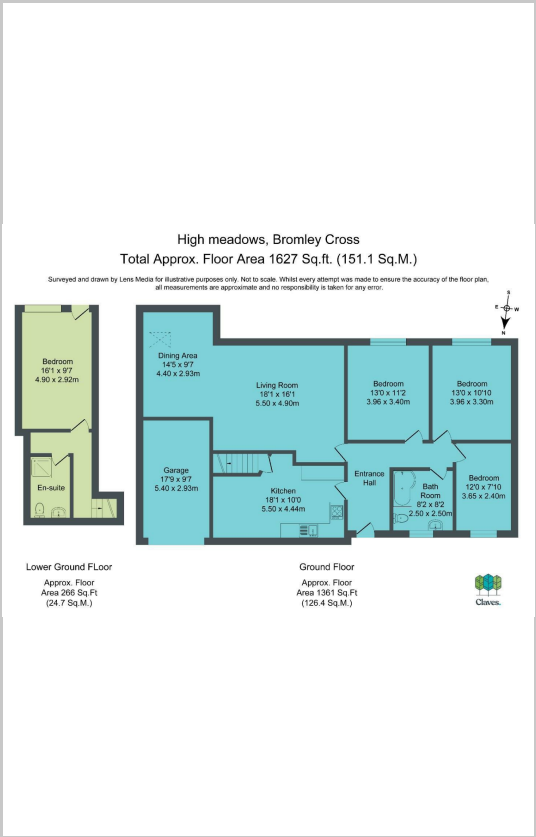 High meadows, Bromley Cross
Total Approx. Floor Area 1627 Sq.ft. (151.1 Sq.M.)
Surveyed and drawn by Lens Media for illustrative purposes only. Not to scale. Whilst every attempt was made to ensure the accuracy of the floor plan,
all measurements are approximate and no responsibility is taken for any error.
S
E
W
N
Bedroom
16'1 x 9'7
4.90 x 2.92m
En-suite
Dining Area
14'5 x 9'7
4.40 x 2.93m
Living Room
18'1 x 16'1
5.50 x 4.90m
Bedroom
13'0 x 11'2
3.96 x 3.40m
Bedroom
13'0 x 10'10
3.96 x 3.30m
Garage
17'9 x 9'7
5.40 x 2.93m
Kitchen
18'1 x 10'0
5.50 x 4.44m
Entrance
Hall
Bath
Room
8'2 x 8'2
2.50 x 2.50m
Bedroom
12'0 x 7'10
3.65 x 2.40m
Lower Ground FLoor
Approx. Floor
Area 266 Sq.Ft
(24.7 Sq.M.)
Ground Floor
Approx. Floor
Area 1361 Sq.Ft
(126.4 Sq.M.)
Claves.